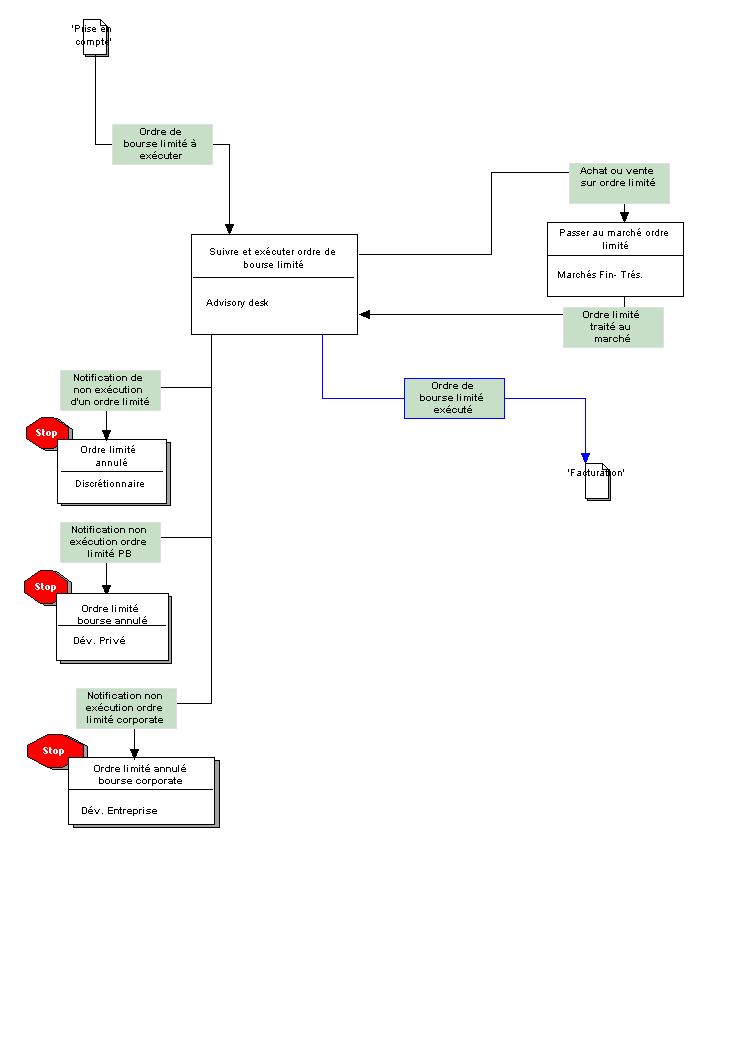 'Prise en
compte'
Ordre de
bourse limité à
exécuter
Achat ou vente
sur ordre limité
Passer au marché ordre
limité
Marchés Fin- Trés.
Suivre et exécuter ordre de
bourse limité
Advisory desk
Ordre limité
traité au
marché
Notification de
non exécution
d'un ordre limité
Ordre de
bourse limité
exécuté
Stop
Ordre limité
annulé
Discrétionnaire
'Facturation'
Notification non
exécution ordre
limité PB
Stop
Ordre limité
bourse annulé
Dév. Privé
Notification non
exécution ordre
limité corporate
Stop
Ordre limité annulé
bourse corporate
Dév. Entreprise